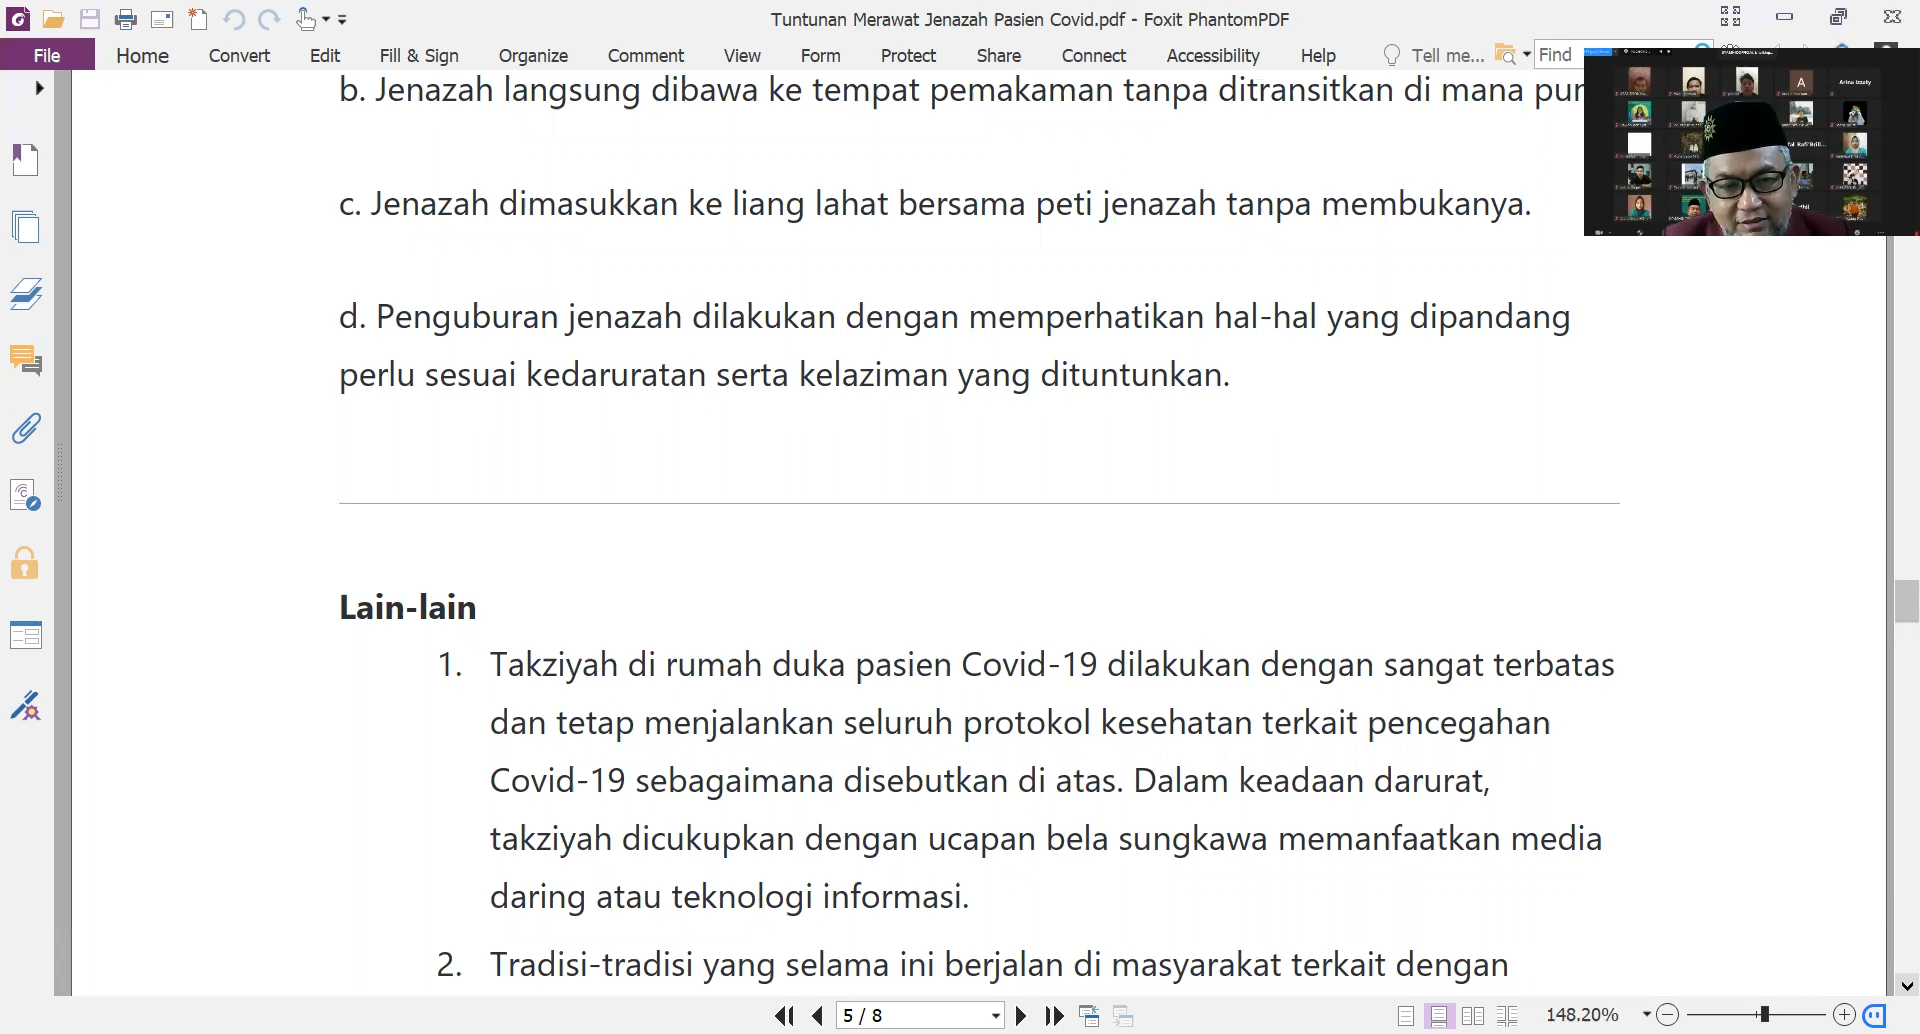 Tuntunan Merawat Jenazah Pasien Covid.pdf - Foxit PhantomPDF
File Home Convert Edit Fill & Sign Organize Comment View Form Protect Share Connect Accessibility Help Tell me... Find
b. Jenazah langsung dibawa ke tempat pemakaman tanpa ditransitkan di mana pun
c. Jenazah dimasukkan ke liang lahat bersama peti jenazah tanpa membukanya.
d. Penguburan jenazah dilakukan dengan memperhatikan hal-hal yang dipandang
perlu sesuai kedaruratan serta kelaziman yang dituntunkan.
Lain-lain
1. Takziyah di rumah duka pasien Covid-19 dilakukan dengan sangat terbatas
dan tetap menjalankan seluruh protokol kesehatan terkait pencegahan
Covid-19 sebagaimana disebutkan di atas. Dalam keadaan darurat,
takziyah dicukupkan dengan ucapan bela sungkawa memanfaatkan media
daring atau teknologi informasi.
2. Tradisi-tradisi yang selama ini berjalan di masyarakat terkait dengan
A
Arina Izzaty
5 / 8
148.20%